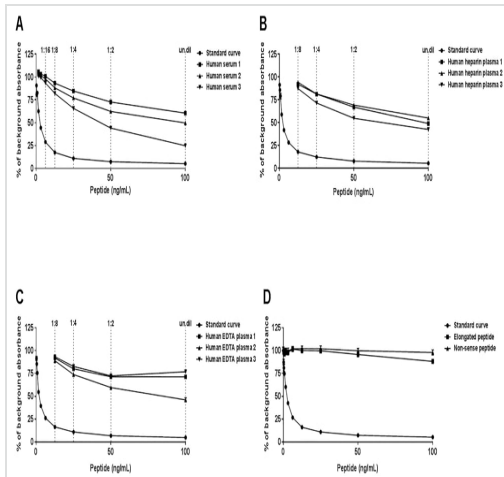 A
1:16 1:8 1:4 1:2 un.dil
Standard curve
Human serum 1
Human serum 2
Human serum 3
% of background absorbance
125
100
75
50
25
0
0 50 100
Peptide (ng/mL)
B
1:8 1:4 1:2 un.dil
Standard curve
Human heparin plasma 1
Human heparin plasma 2
Human heparin plasma 3
% of background absorbance
125
100
75
50
25
0
0 50 100
Peptide (ng/mL)
C
1:8 1:4 1:2 un.dil
Standard curve
Human EDTA plasma 1
Human EDTA plasma 2
Human EDTA plasma 3
% of background absorbance
125
100
75
50
25
0
0 50 100
Peptide (ng/mL)
D
Standard curve
Elongated peptide
Non-sense peptide
% of background absorbance
125
100
75
50
25
0
0 50 100
Peptide (ng/mL)